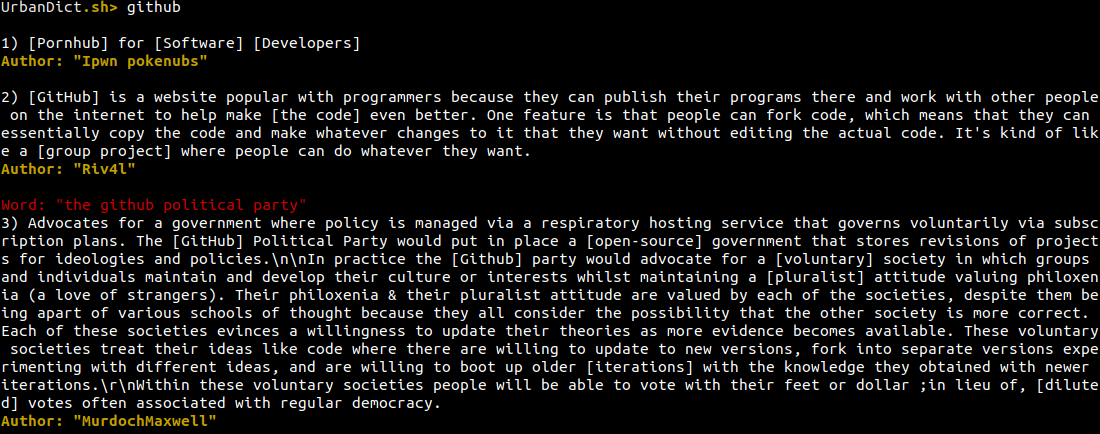 UrbanDict.sh> github
1) [Pornhub] for [Software] [Developers]
Author: "Ipwn pokenubs"
2) [GitHub] is a website popular with programmers because they can publish their programs there and work with other people
on the internet to help make [the code] even better. One feature is that people can fork code, which means that they can
essentially copy the code and make whatever changes to it that they want without editing the actual code. It's kind of lik
e a [group project] where people can do whatever they want.
Author: "Riv4l"
Word: "the github political party"
3) Advocates for a government where policy is managed via a respiratory hosting service that governs voluntarily via subsc
ription plans. The [GitHub] Political Party would put in place a [open-source] government that stores revisions of project
s for ideologies and policies.\n\nIn practice the [Github] party would advocate for a [voluntary] society in which groups
and individuals maintain and develop their culture or interests whilst maintaining a [pluralist] attitude valuing philoxen
ia (a love of strangers). Their philoxenia & their pluralist attitude are valued by each of the societies, despite them be
ing apart of various schools of thought because they all consider the possibility that the other society is more correct.
Each of these societies evinces a willingness to update their theories as more evidence becomes available. These voluntary
societies treat their ideas like code where there are willing to update to new versions, fork into separate versions expe
rimenting with different ideas, and are willing to boot up older [iterations] with the knowledge they obtained with newer
iterations.\r\nWithin these voluntary societies people will be able to vote with their feet or dollar ;in lieu of, [dilute
d] votes often associated with regular democracy.
Author: "MurdochMaxwell"